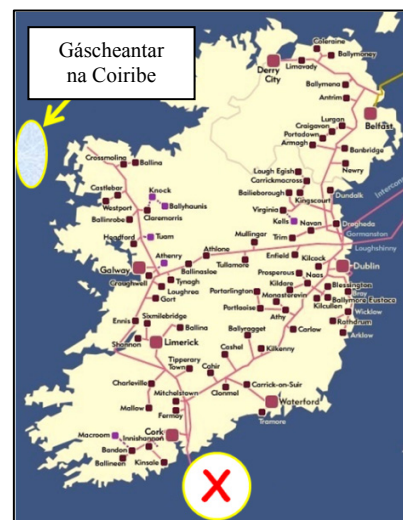 Gáscheantar
na Coiribe
Coleraine
Ballymoney
Derry
City
Limavady
Ballymena
Antrim
Belfast
Lurgan
Craigavon
Portadown
Armagh
Banbridge
Newry
Crossmolina
Ballina
Lough Egish
Carrickmacross
Bailieborough
Kingscourt
Dundalk
Castlebar
Westport
Knock
Ballyhaunis
Claremorris
Ballinrobe
Virginia
Kells
Navan
Drogheda
Headford
Tuam
Mullingar
Trim
Gormanston
Loughshinny
Athenry
Athlone
Galway
Ballinasloe
Tullamore
Enfield
Kilcock
Dublin
Craughwell
Tynagh
Loughrea
Gort
Prosperous
Naas
Kildare
Portarlington
Monasterevin
Blessington
Bray
Ballymore Eustace
Kilcullen
Wicklow
Ennis
Sixmilebridge
Portlaoise
Athy
Rathdrum
Arklow
Ballina
Shannon
Limerick
Ballyragget
Carlow
Tipperary
Town
Cashel
Kilkenny
Cahir
Charleville
Mitchelstown
Carrick-on-Suir
Clonmel
Mallow
Fermoy
Waterford
Tramore
Macroom
Innishannon
Cork
Bandon
Ballineen
Kinsale
X